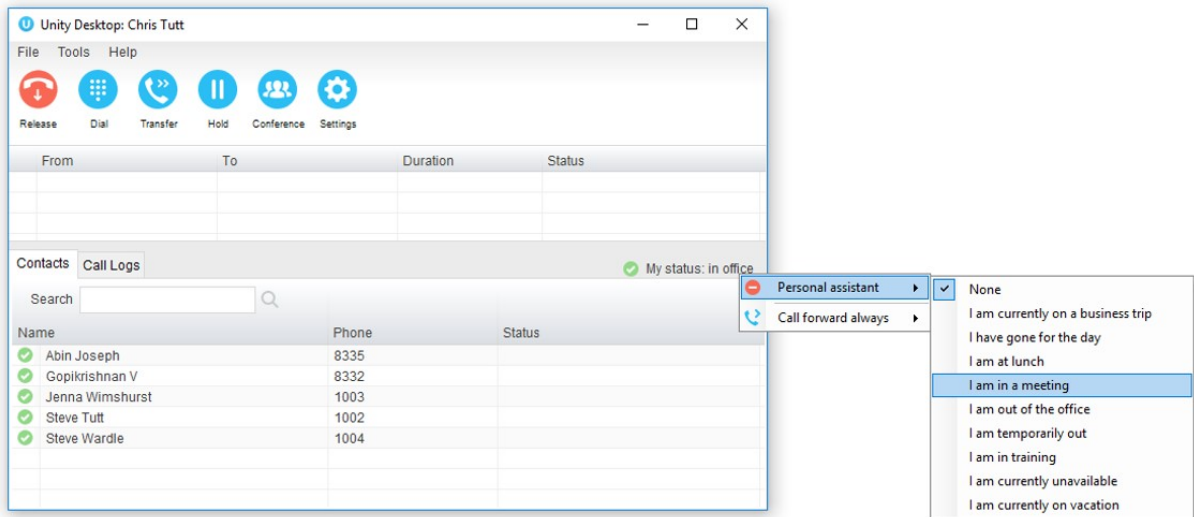 Unity Desktop: Chris Tutt
File Tools Help
Release Dial Transfer Hold Conference Settings
From To Duration Status
Contacts Call Logs
My status: in office
Search
Name Phone Status
Abin Joseph 8335
Gopikrishnan V 8332
Jenna Wimshurst 1003
Steve Tutt 1002
Steve Wardle 1004
Personal assistant
Call forward always
None
I am currently on a business trip
I have gone for the day
I am at lunch
I am in a meeting
I am out of the office
I am temporarily out
I am in training
I am currently unavailable
I am currently on vacation